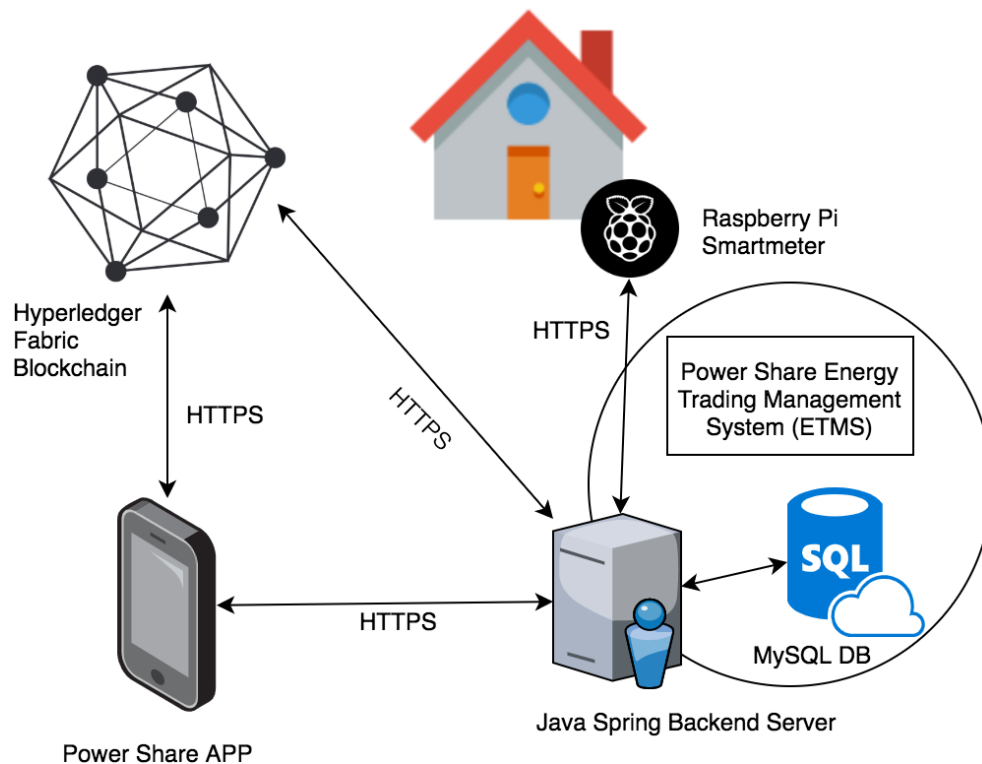 Raspberry Pi
Smartmeter
Hyperledger
Fabric
Blockchain
HTTPS
HTTPS
HTTPS
Power Share Energy
Trading Management
System (ETMS)
SQL
HTTPS
MySQL DB
Java Spring Backend Server
Power Share APP